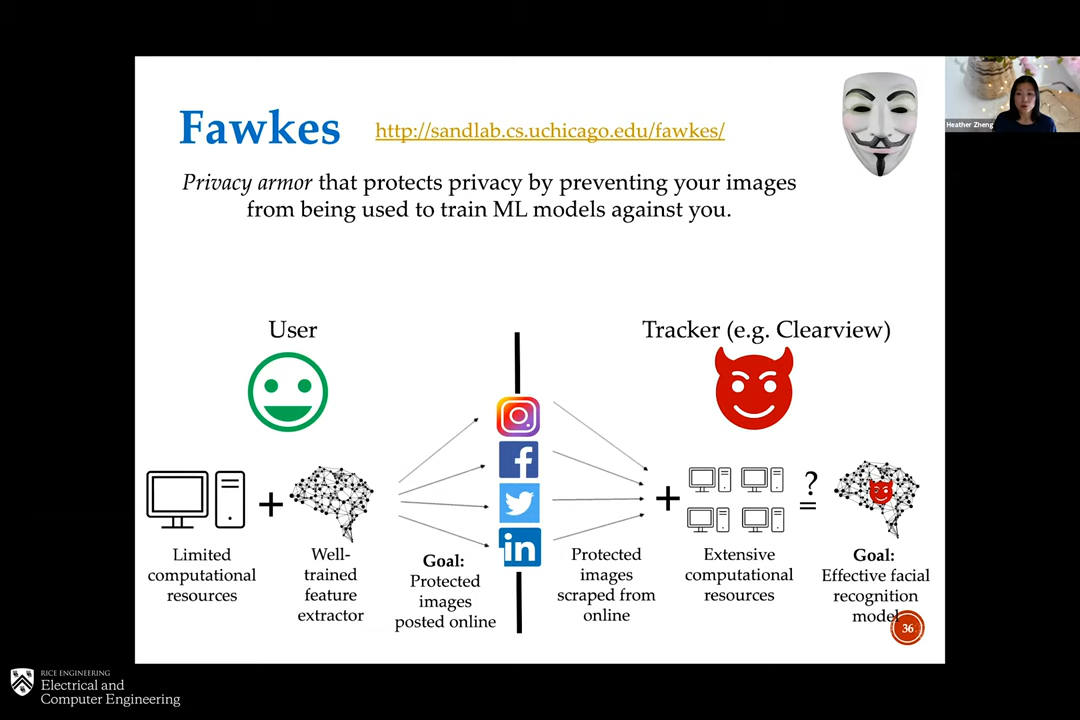 Fawkes
http://sandlab.cs.uchicago.edu/fawkes/
Heather Zheng
Privacy armor that protects privacy by preventing your images
from being used to train ML models against you.
User
Tracker (e.g. Clearview)
+
+
?
=
Limited
computational
resources
Well-
trained
feature
extractor
Goal:
Protected
images
posted online
in
Protected
images
scraped from
online
Extensive
computational
resources
Goal:
Effective facial
recognition
model
36
RICE ENGINEERING
Electrical and
Computer Engineering